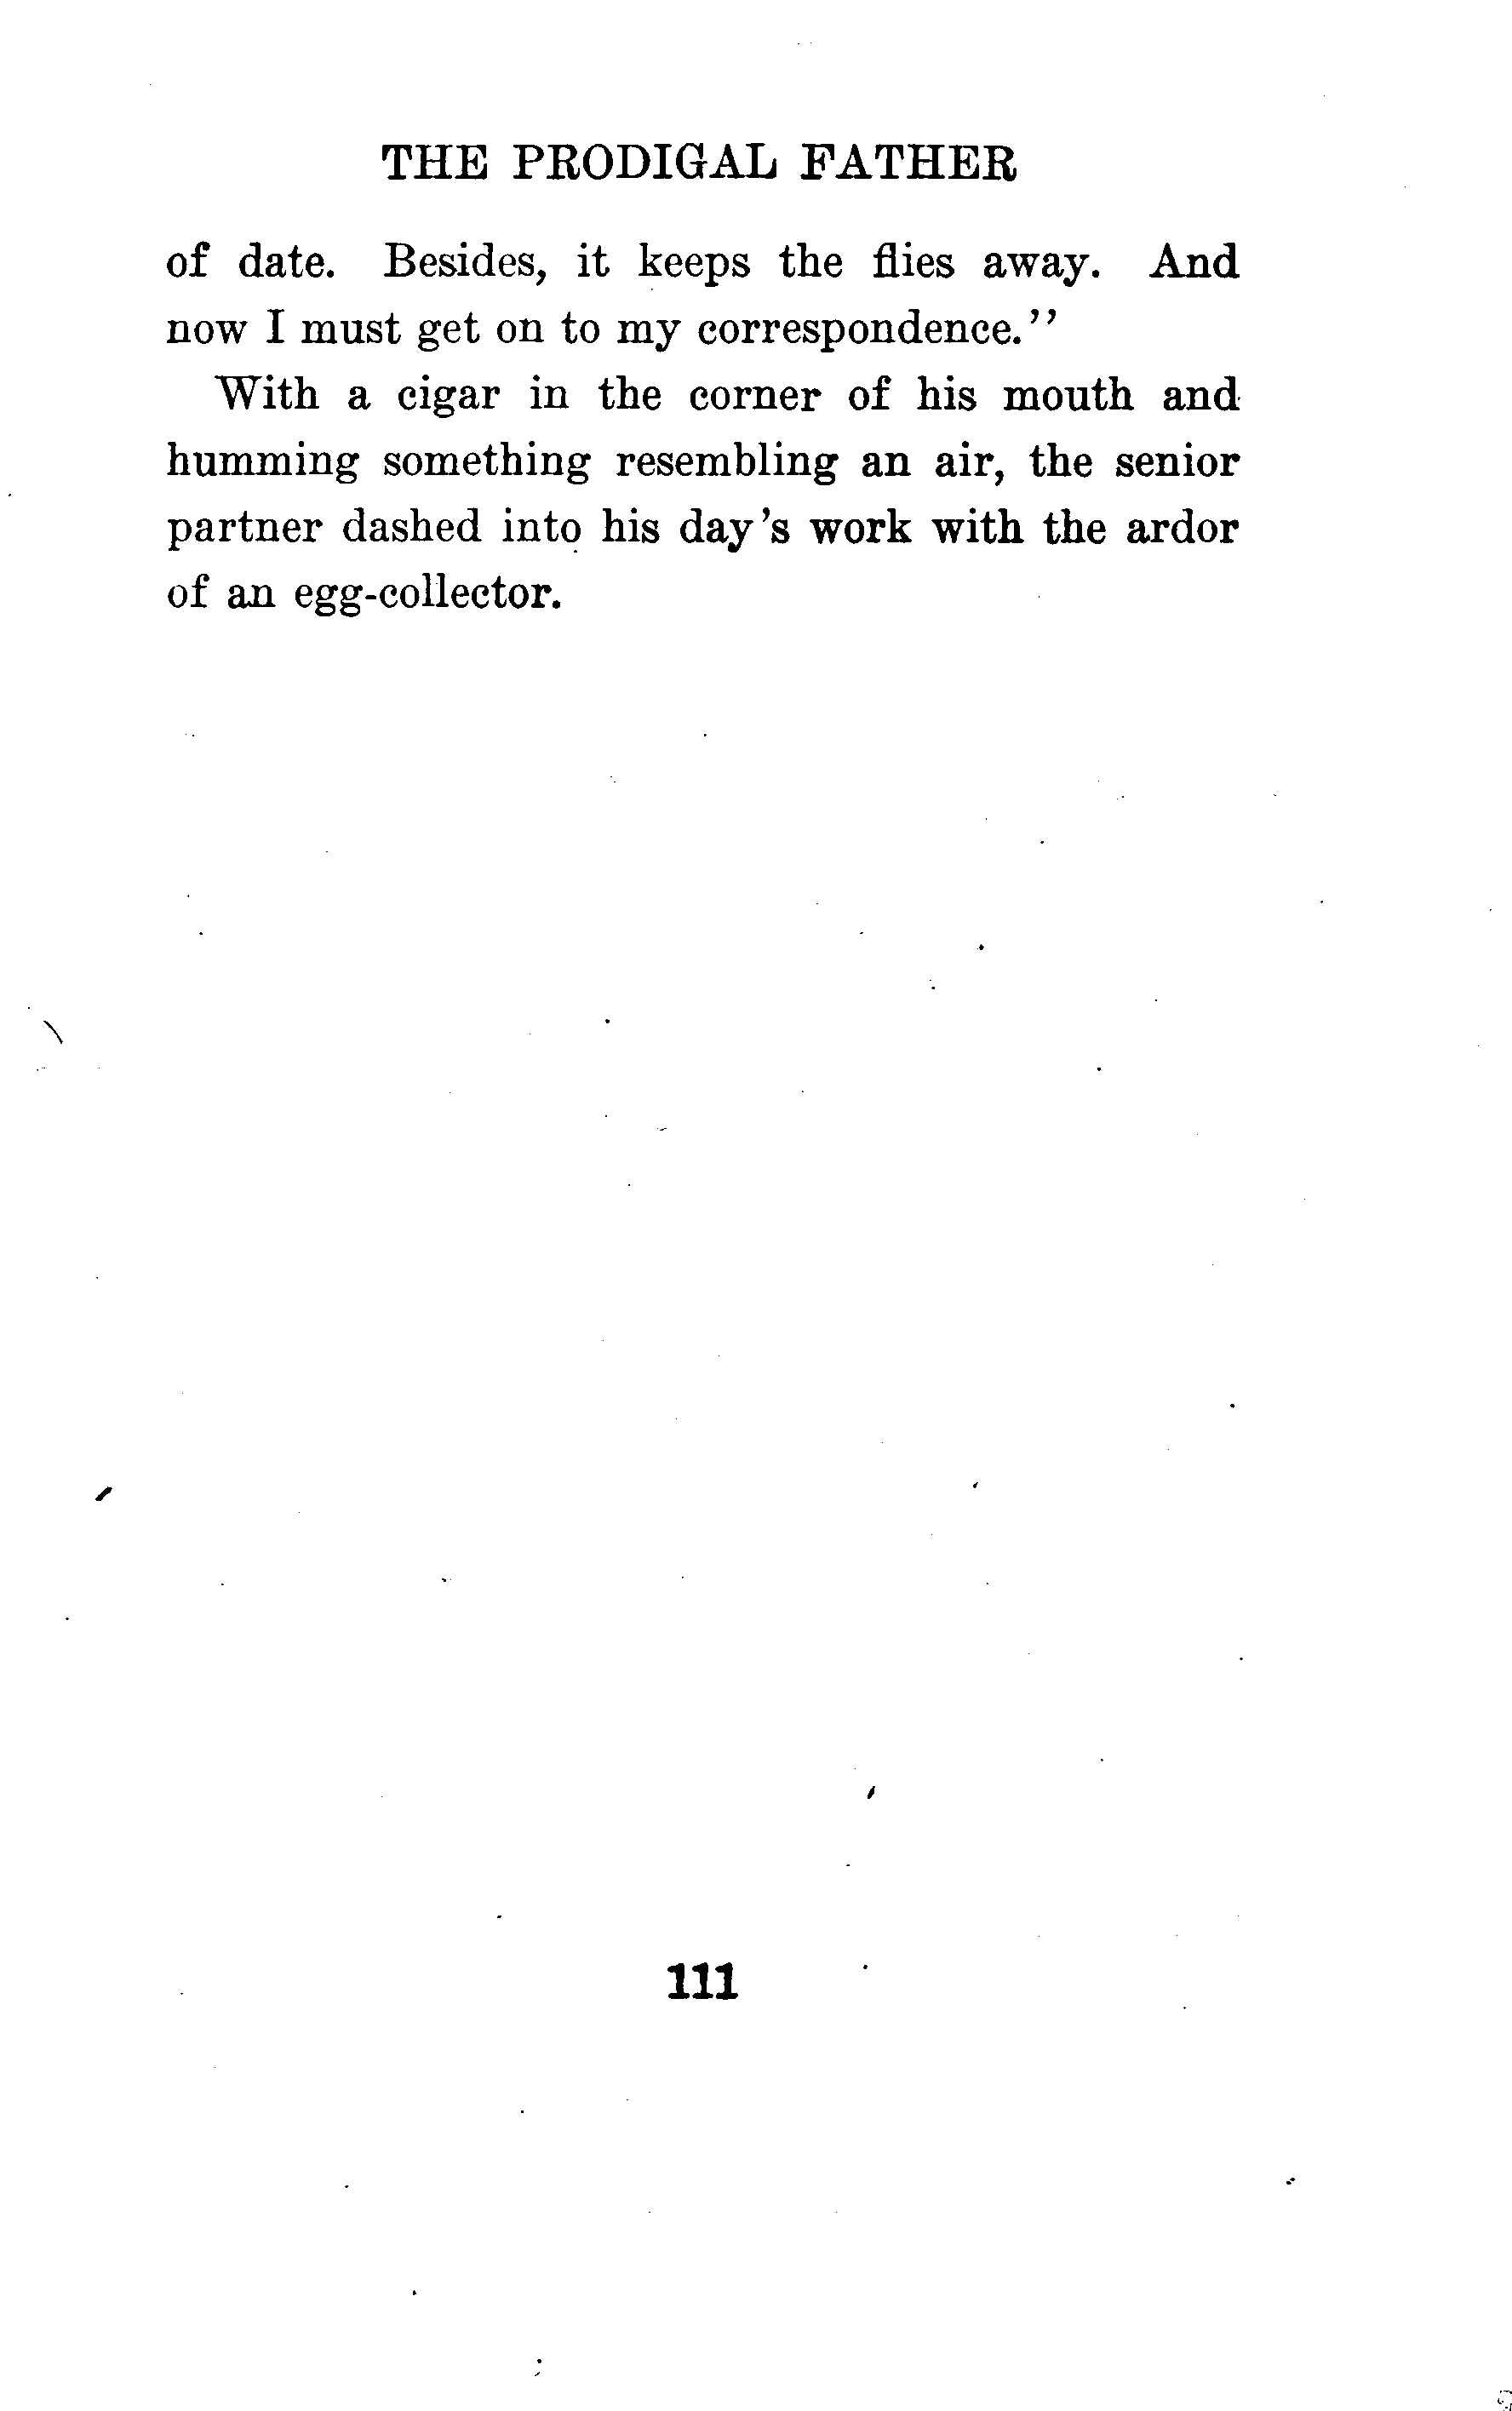 THE PRODIGAL FATHER
of date. Besides, it keeps the flies away. And
now I must get on to my correspondence.''
With a cigar in the corner of his mouth and
humming something resembling an air, the senior
partner dashed into his day's work with the ardor
of an egg-collector.
111